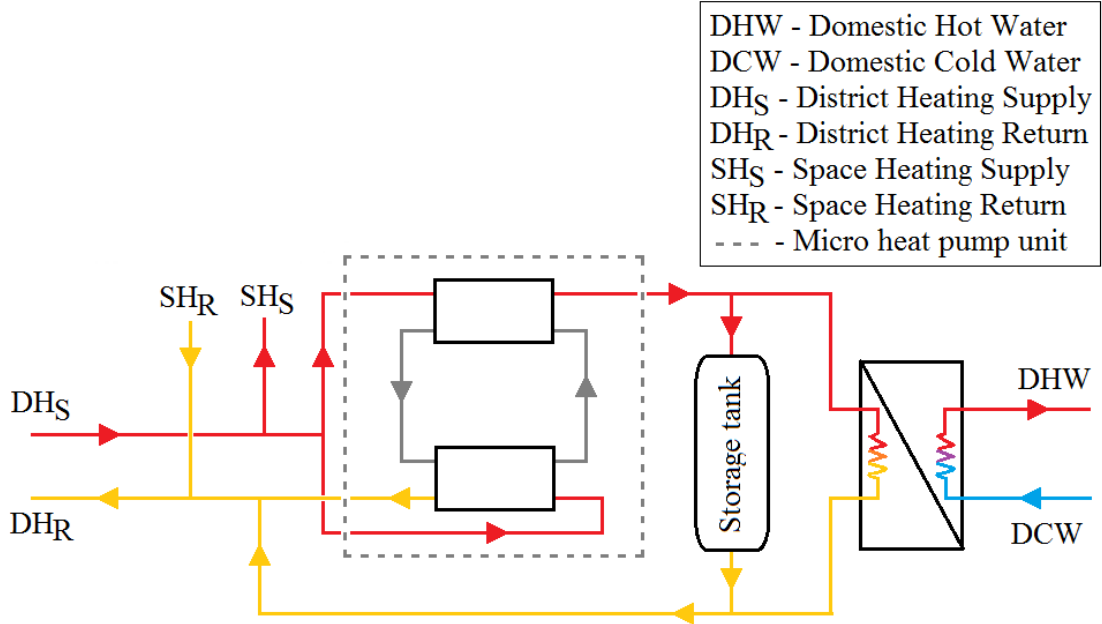 DHW - Domestic Hot Water
DCW - Domestic Cold Water
DHS - District Heating Supply
DHR - District Heating Return
SHS - Space Heating Supply
SHR - Space Heating Return
- Micro heat pump unit
SHR
SHS
DHS
DHR
Storage tank
DHW
DCW